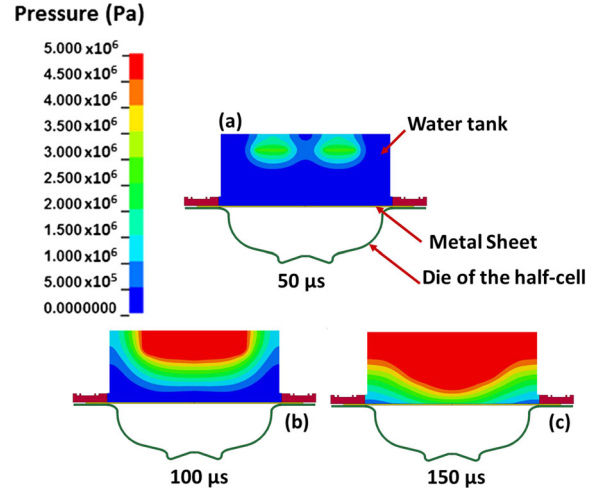 Pressure (Pa)
5.000 x10⁶
4.500 x10⁶
4.000 x10⁶
3.500 x10⁶
3.000 x10⁶
2.500 x10⁶
2.000 x10⁶
1.500 x10⁶
1.000 x10⁶
5.000 x10⁵
0.0000000
(a)
Water tank
Metal Sheet
Die of the half-cell
50 µs
(b)
100 µs
(c)
150 µs